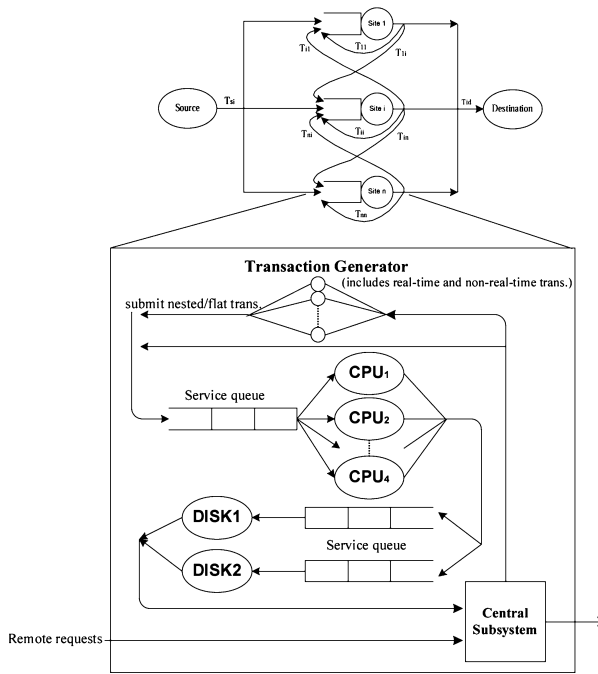 Site 1
Ti1
T11
T1i
Source
Tsi
Site i
Tid
Destination
Tni
Tii
Tin
Site n
Tnn
Transaction Generator
(includes real-time and non-real-time trans.)
submit nested/flat trans.
Service queue
CPU1
CPU2
CPU4
DISK1
Service queue
DISK2
Central
Subsystem
Remote requests